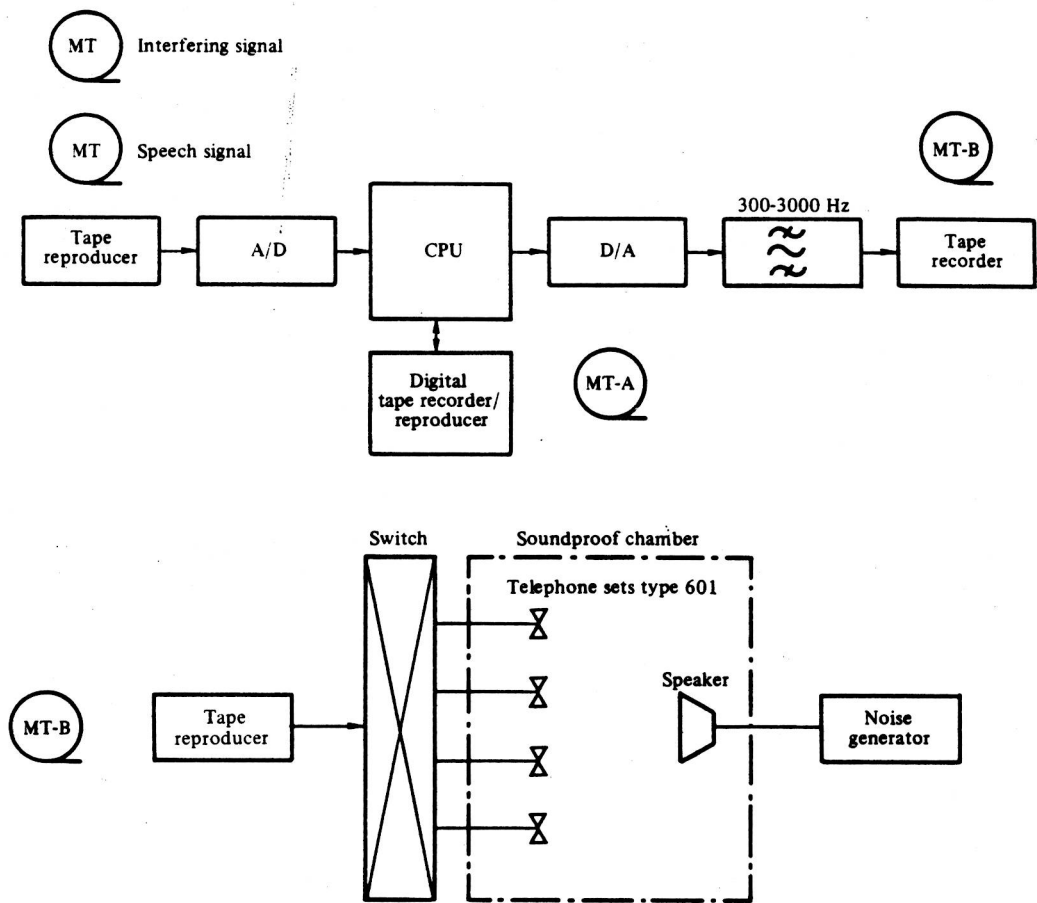 MT Interfering signal
MT Speech signal
MT-B
300-3000 Hz
Tape
reproducer
A/D
CPU
D/A
Tape
recorder
Digital
tape recorder/
reproducer
MT-A
Switch
Soundproof chamber
Telephone sets type 601
Speaker
MT-B
Tape
reproducer
Noise
generator